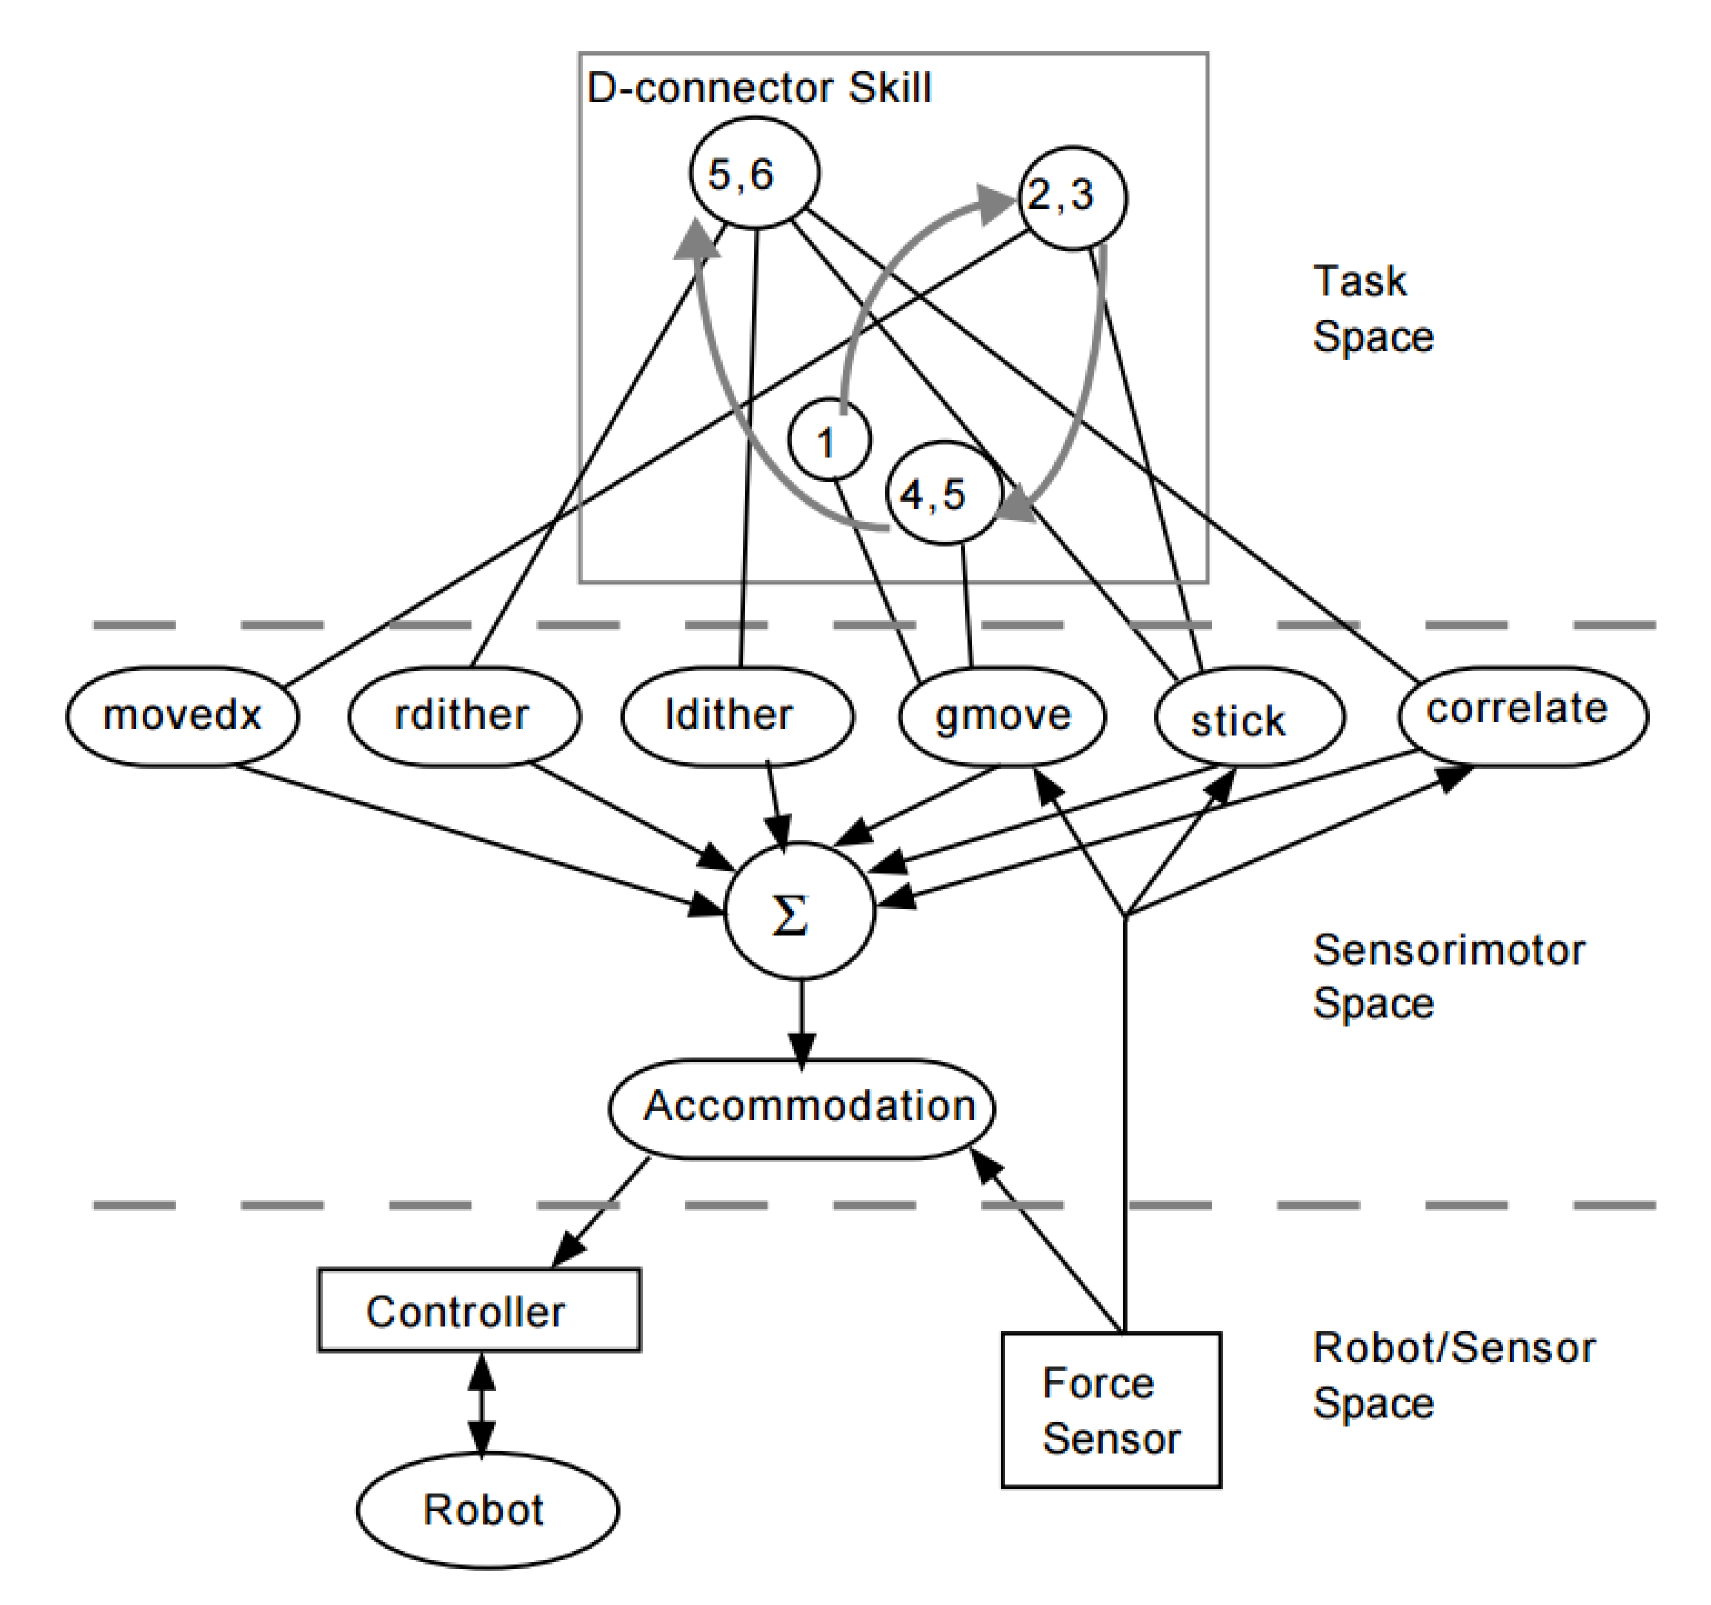 D-connector Skill
5,6
2,3
Task
Space
1
4,5
movedx
rdither
ldither
gmove
stick
correlate
Σ
Sensorimotor
Space
Accommodation
Controller
Robot/Sensor
Space
Force
Sensor
Robot